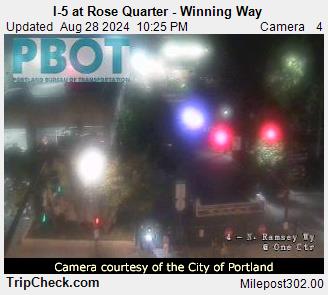 I-5 at Rose Quarter - Winning Way
Updated Aug 28 2024 10:25 PM Camera 4
PBOT
PORTLAND BUREAU OF TRANSPORTATION
4 - N. Ramsey Wy
@ One Ctr
Camera courtesy of the City of Portland
TripCheck.com Milepost302.00